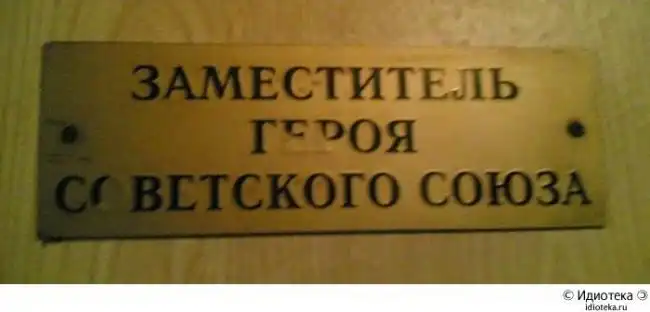 ЗАМЕСТИТЕЛЬ
ГЕРОЯ
СОВЕТСКОГО СОЮЗА
© Идиотека ☺
idioteka.ru